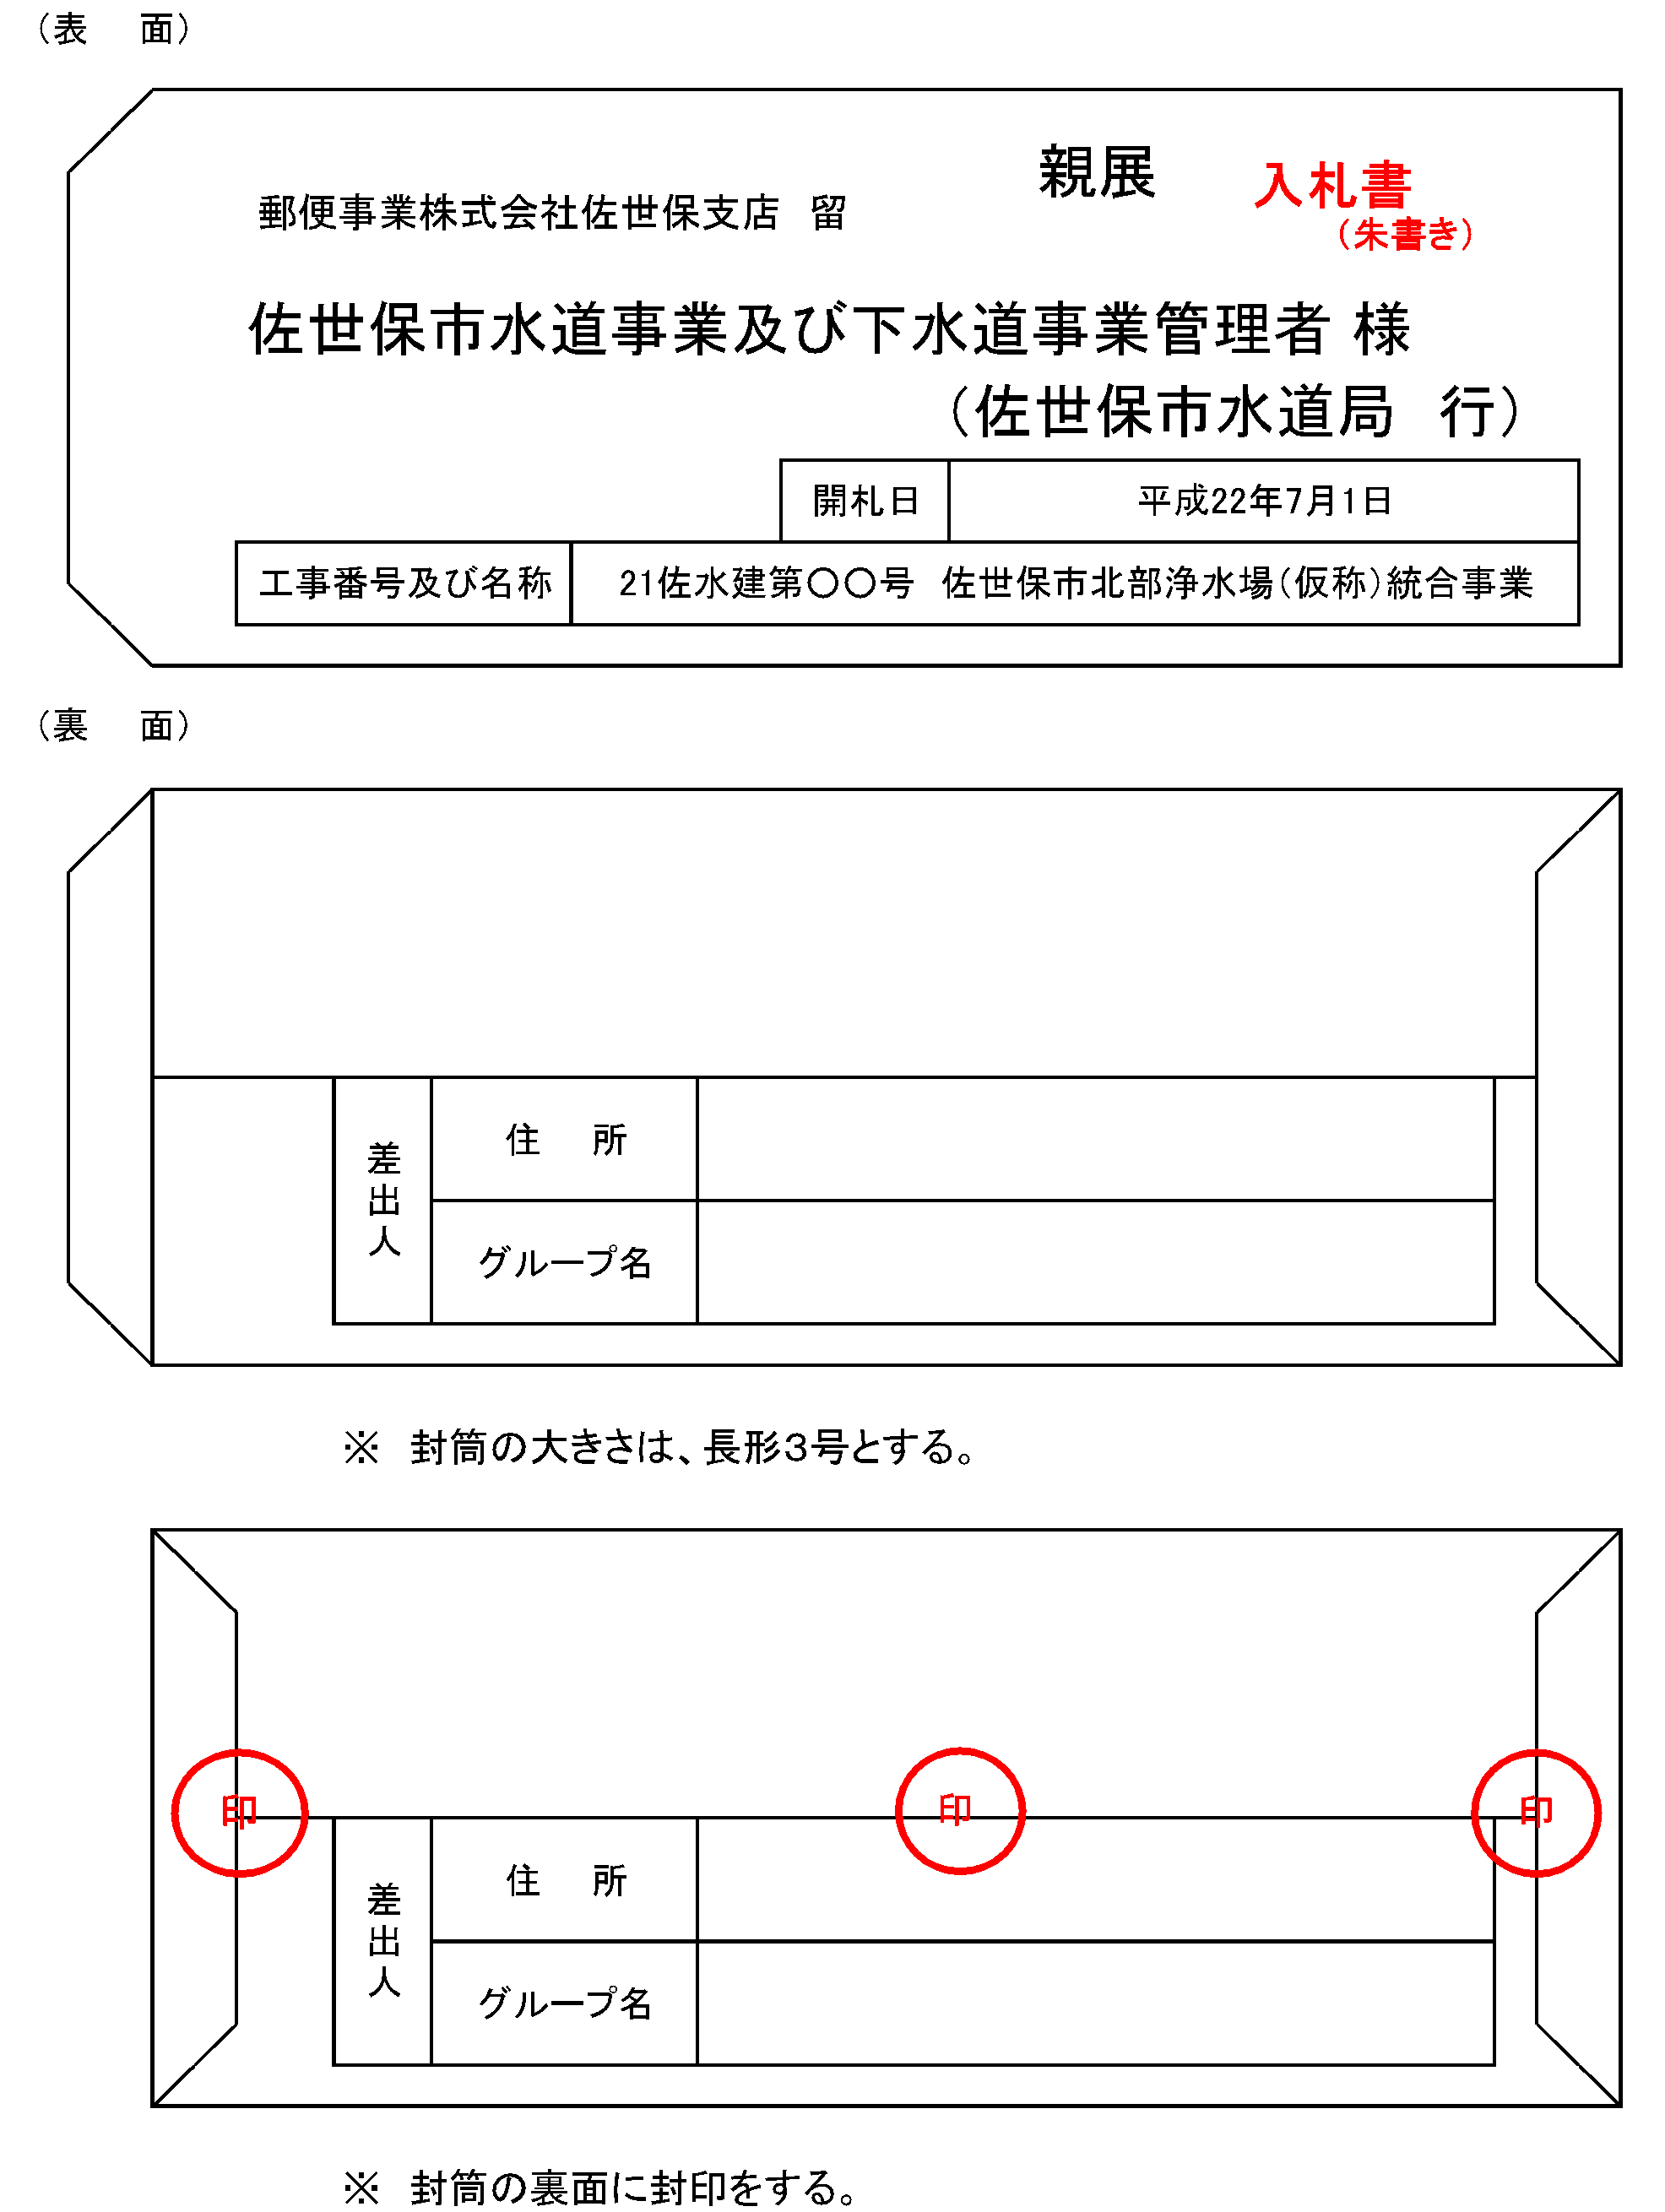 （表　面）
親展
入札書
（朱書き）
郵便事業株式会社佐世保支店　留
佐世保市水道事業及び下水道事業管理者 様
（佐世保市水道局　行）
開札日　平成22年7月1日
工事番号及び名称　21佐水建第〇〇号　佐世保市北部浄水場（仮称）統合事業
（裏　面）
差出人
住　所
グループ名
※　封筒の大きさは、長形３号とする。
印　印　印
差出人
住　所
グループ名
※　封筒の裏面に封印をする。